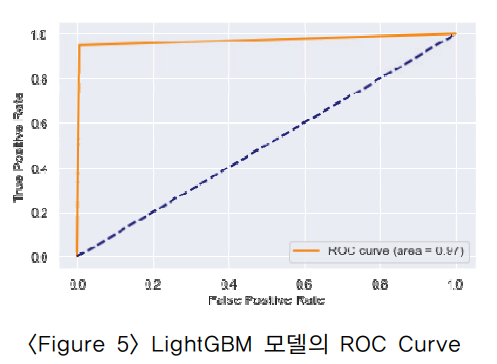 1.0
0.8
0.6
0.4
0.2
0.0
True Positive Rate
ROC curve (area = 0.97)
0.0 0.2 0.4 0.6 0.8 1.0
False Positive Rate
〈Figure 5〉 LightGBM 모델의 ROC Curve